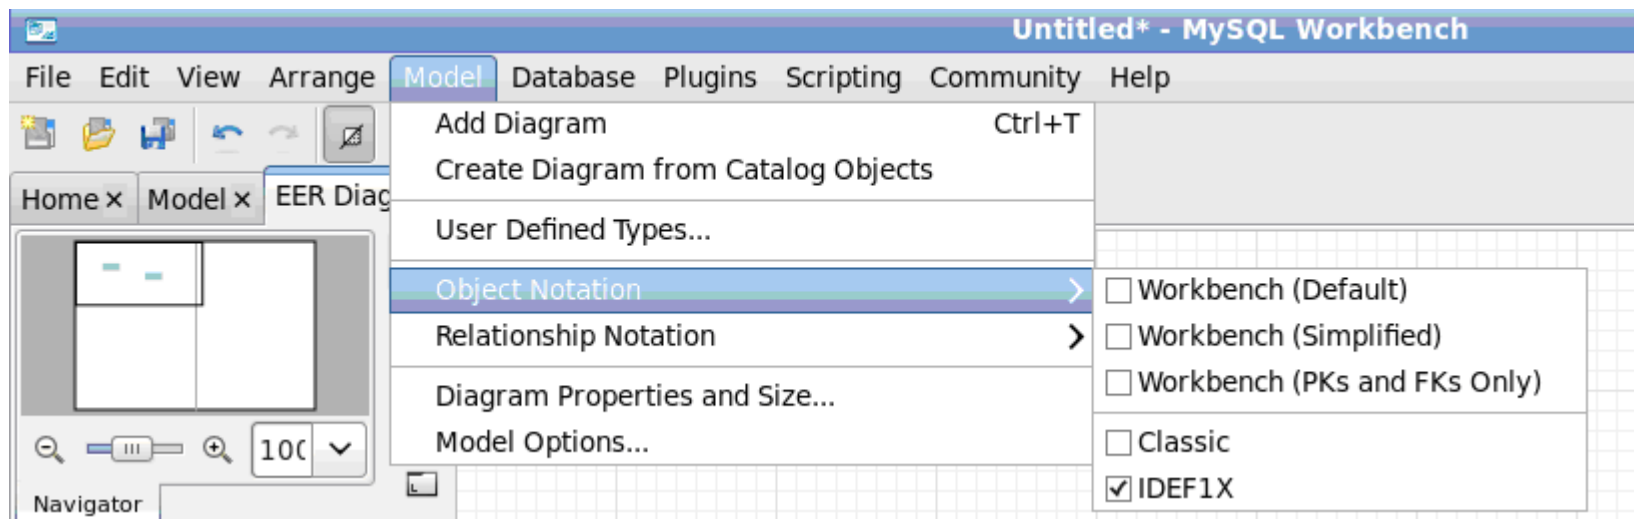 Untitled* - MySQL Workbench
File Edit View Arrange Model Database Plugins Scripting Community Help
Add Diagram Ctrl+T
Create Diagram from Catalog Objects
Home × Model × EER Diag
User Defined Types...
Object Notation
Workbench (Default)
Relationship Notation
Workbench (Simplified)
Workbench (PKs and FKs Only)
Diagram Properties and Size...
Model Options...
Classic
100
IDEF1X
Navigator